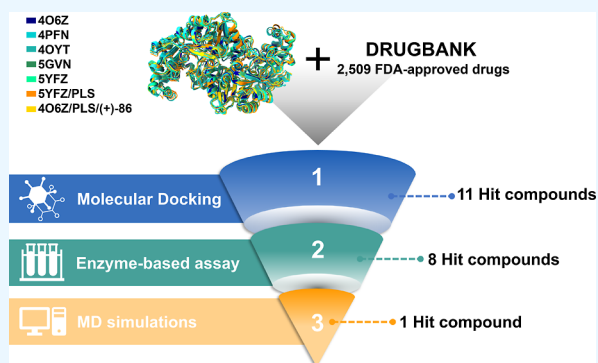 4O6Z
4PFN
4OYT
5GVN
5YFZ
5YFZ/PLS
4O6Z/PLS/(+)-86
+
DRUGBANK
2,509 FDA-approved drugs
Molecular Docking
1
11 Hit compounds
Enzyme-based assay
2
8 Hit compounds
MD simulations
3
1 Hit compound